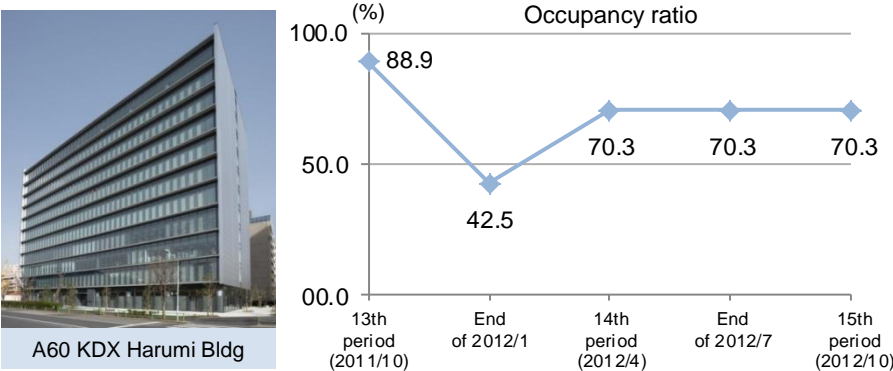 A60 KDX Harumi Bldg
(%)
Occupancy ratio
100.0
50.0
00.0
88.9
42.5
70.3
70.3
70.3
13th
period
(2011/10)
End
of 2012/1
14th
period
(2012/4)
End
of 2012/7
15th
period
(2012/10)